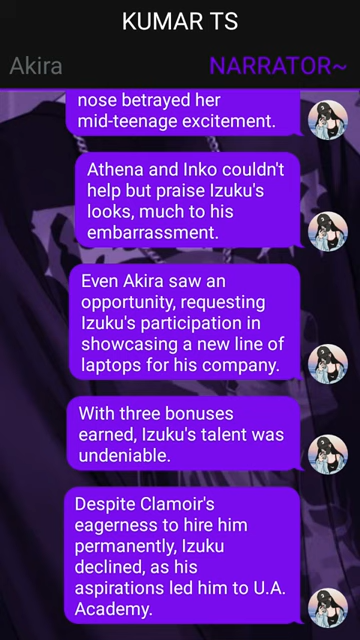 KUMAR TS
Akira
NARRATOR~
nose betrayed her
mid-teenage excitement.
Athena and Inko couldn't
help but praise Izuku's
looks, much to his
embarrassment.
Even Akira saw an
opportunity, requesting
Izuku's participation in
showcasing a new line of
laptops for his company.
With three bonuses
earned, Izuku's talent was
undeniable.
Despite Clamoir's
eagerness to hire him
permanently, Izuku
declined, as his
aspirations led him to U.A.
Academy.